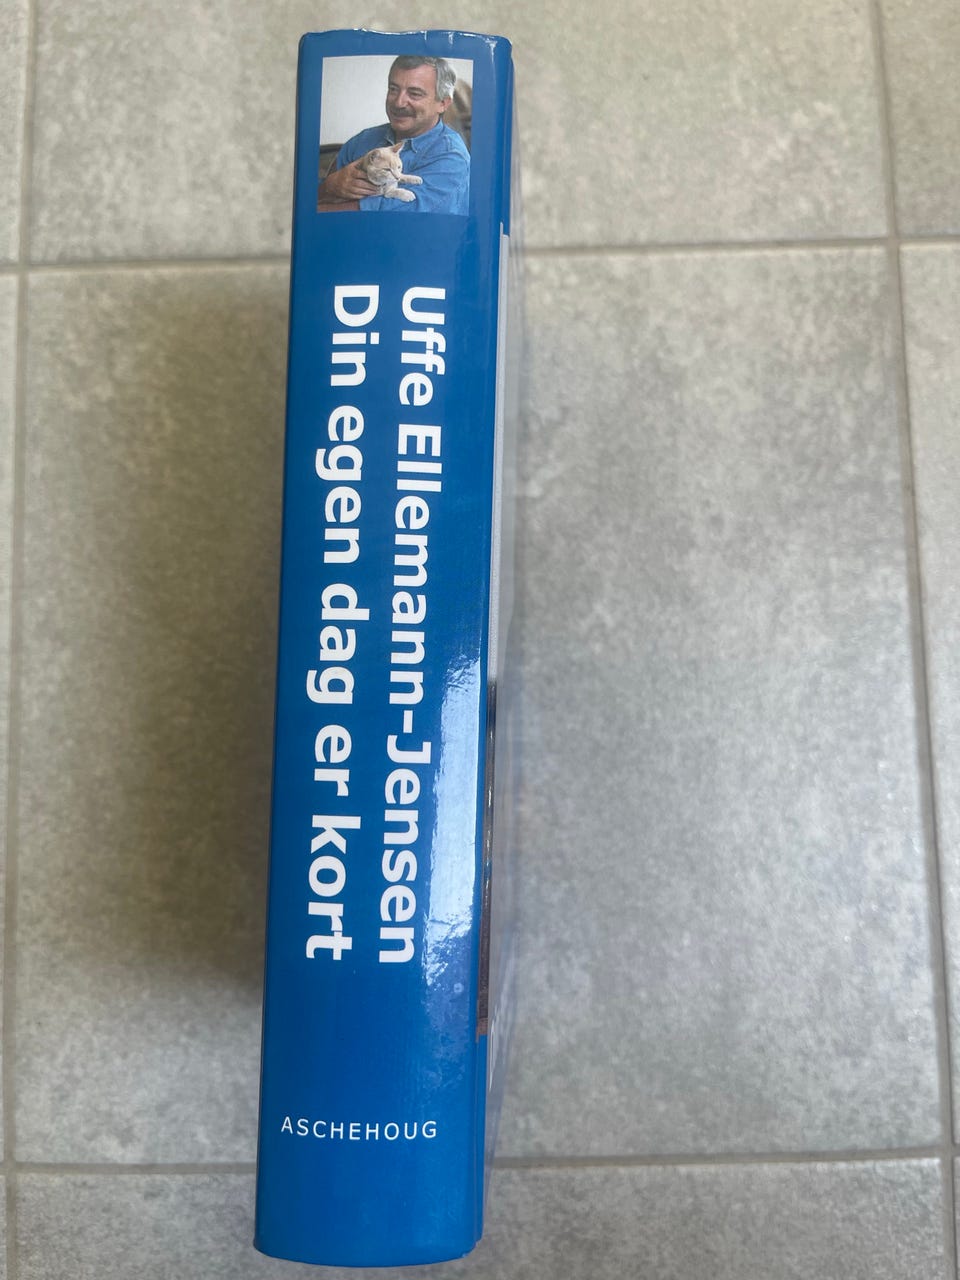 Uffe Ellemann-Jensen
Din egen dag er kort
ASCHEHOUG